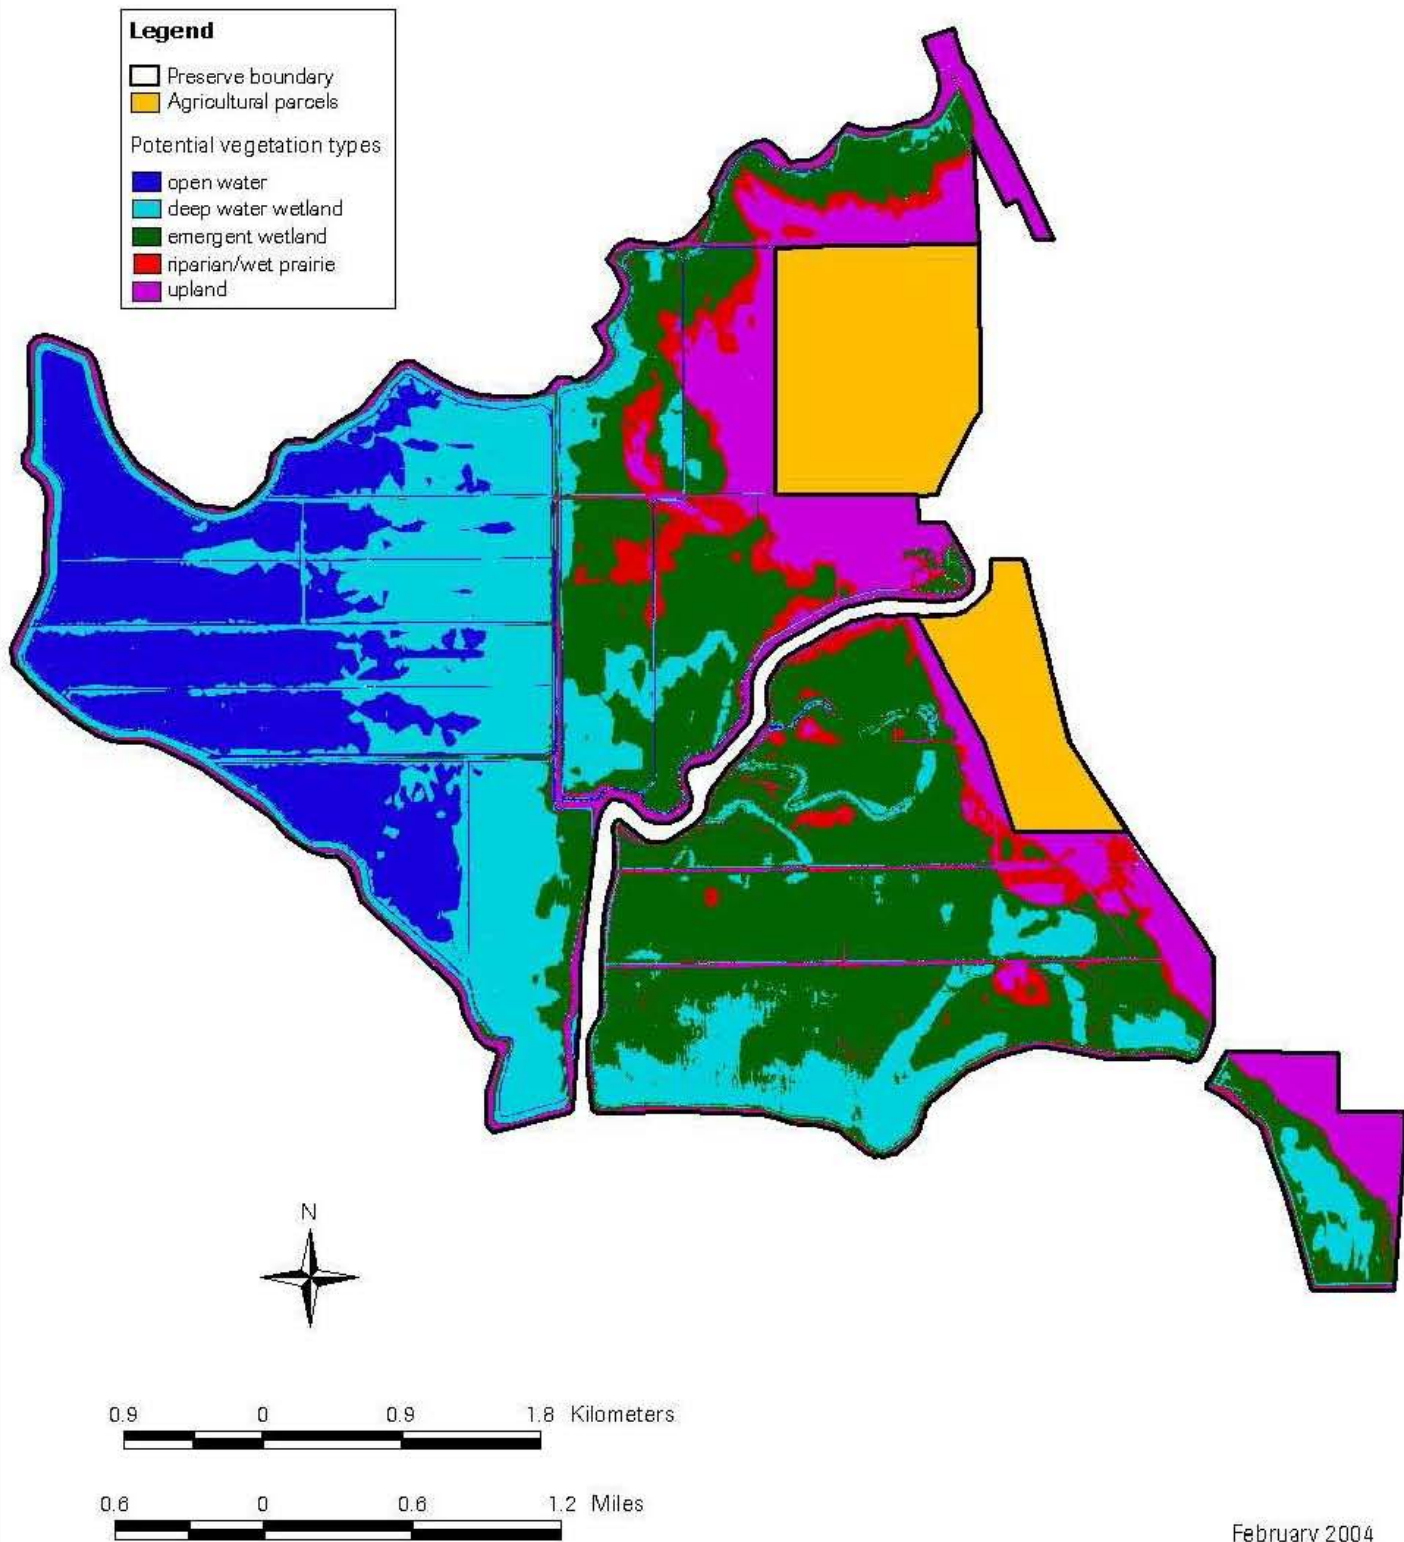 Legend
Preserve boundary
Agricultural parcels
Potential vegetation types
open water
deep water wetland
emergent wetland
riparian/wet prairie
upland
N
0.9 0 0.9 1.8 Kilometers
0.6 0 0.6 1.2 Miles
February 2004